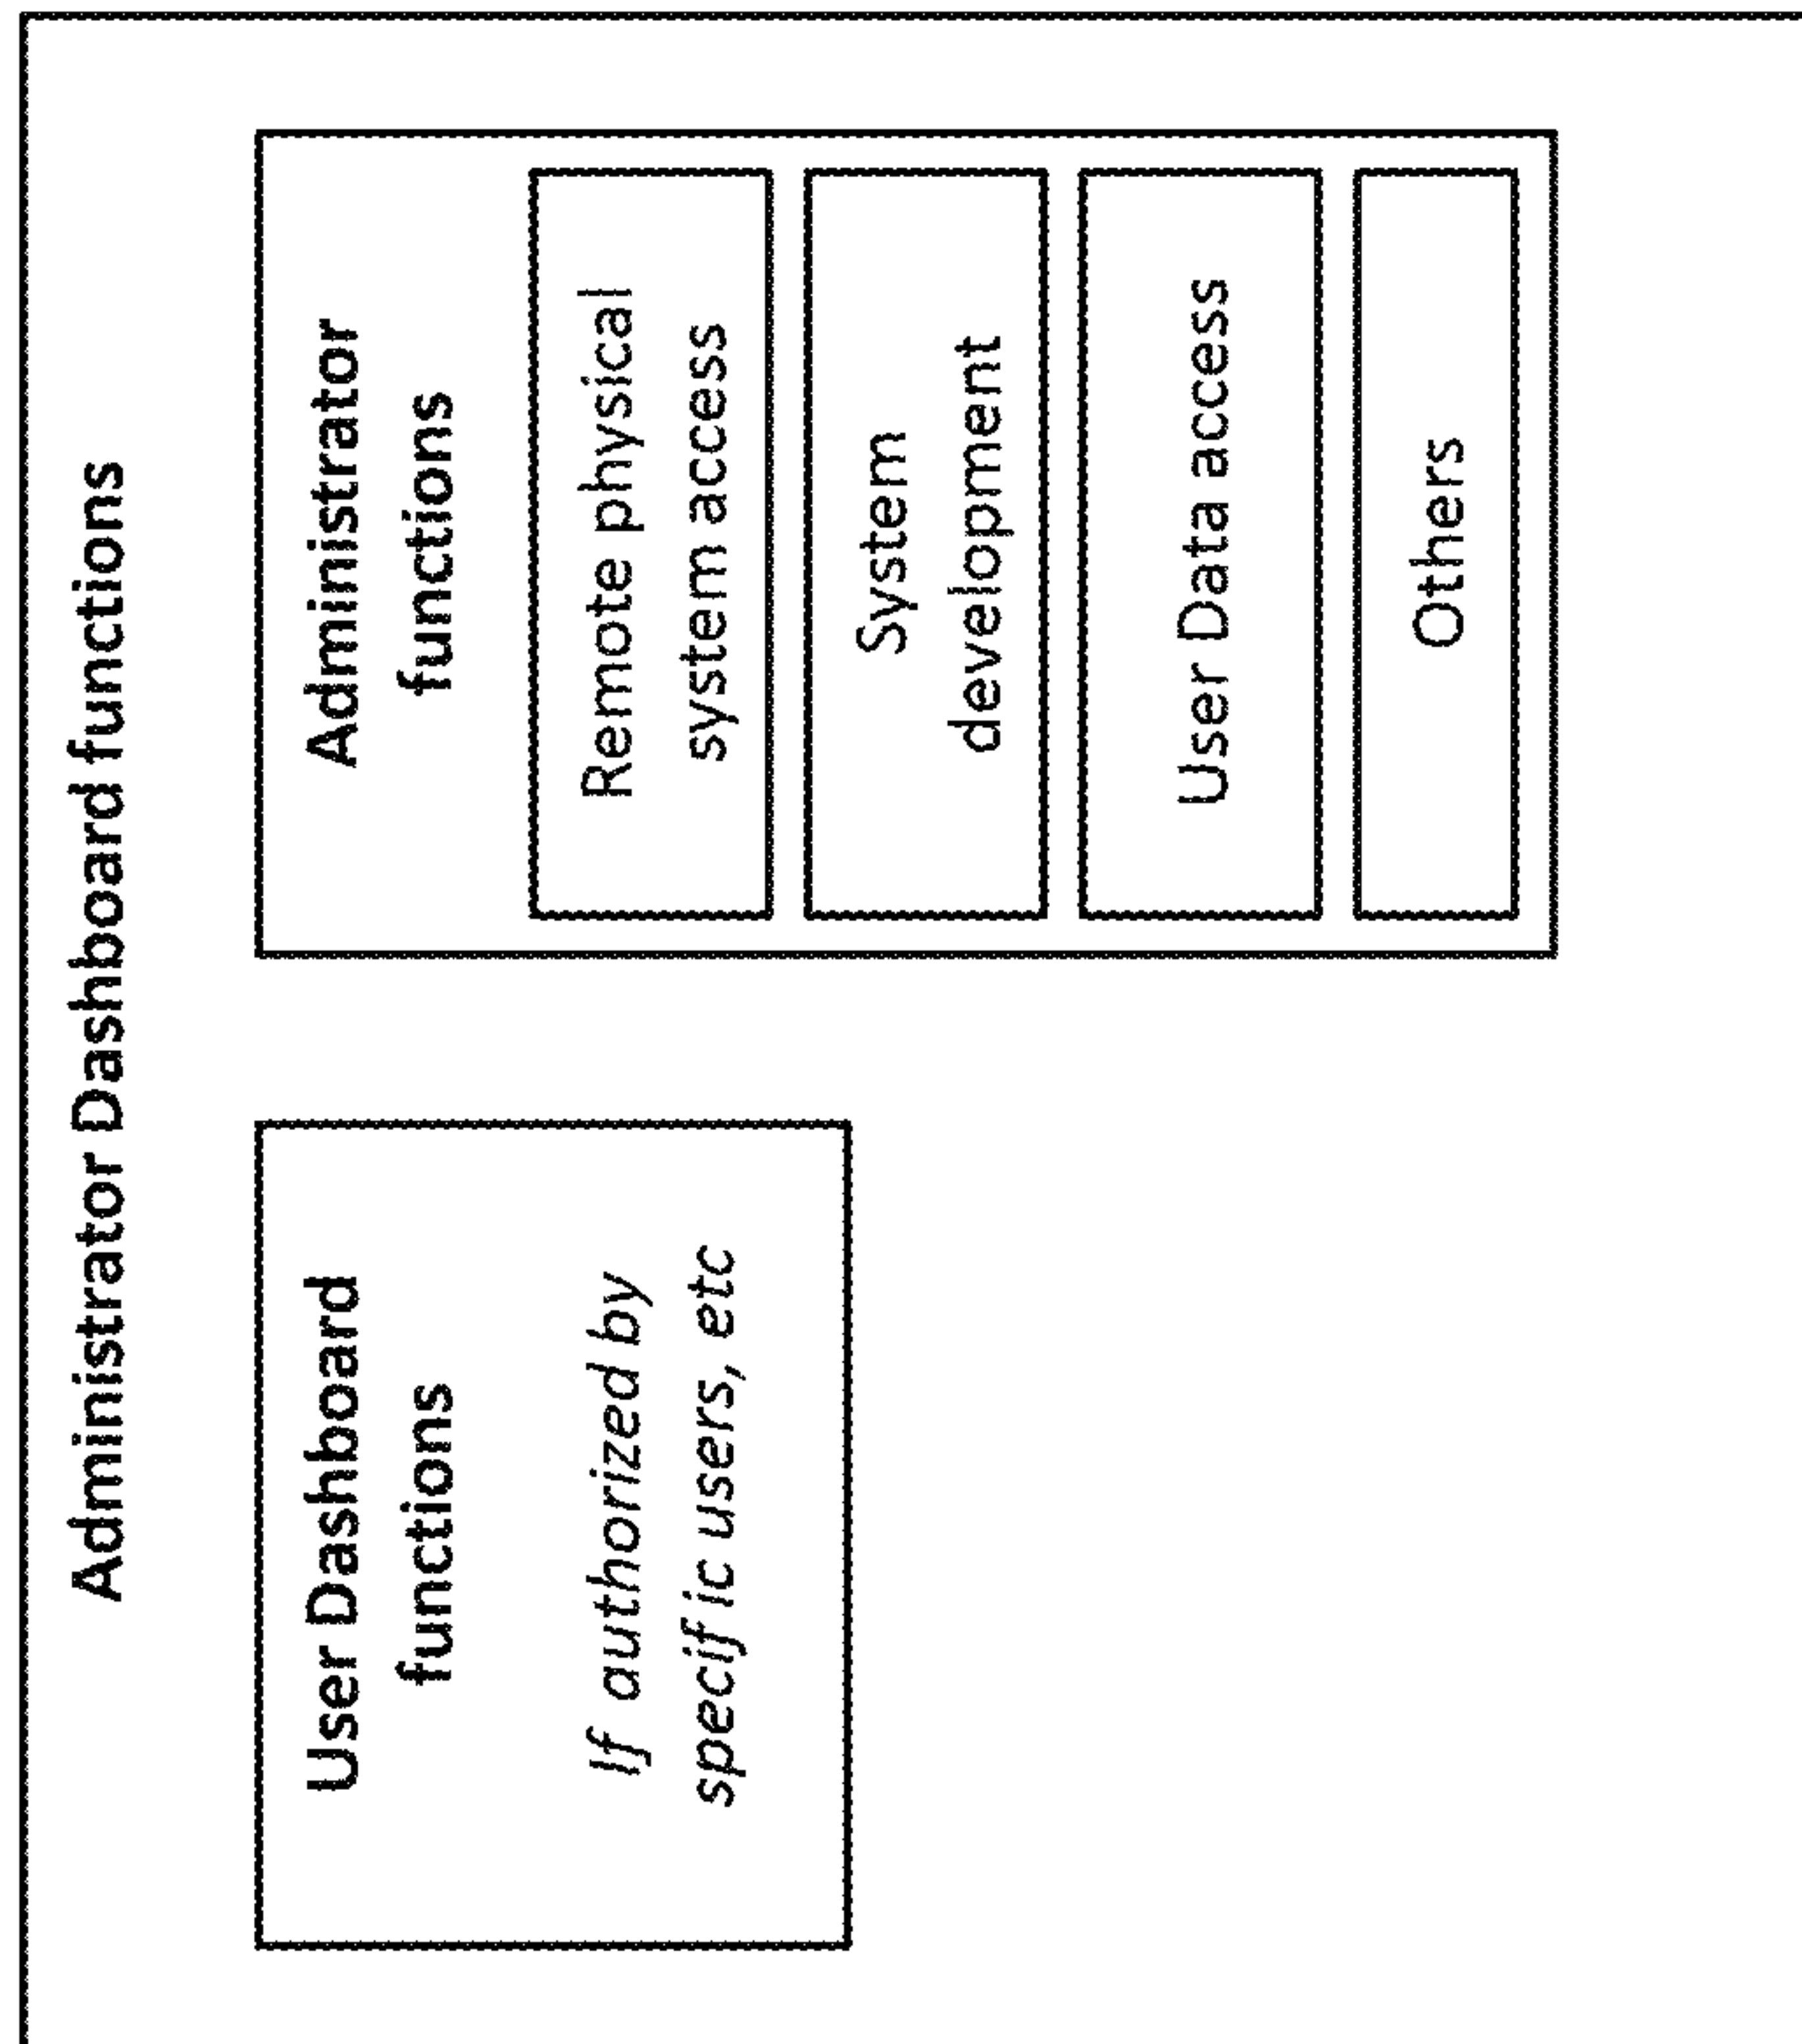 Administrator Dashboard functions
User Dashboard
functions
If authorized by
specific users, etc
Administrator
functions
Remote physical
system access
System
development
User Data access
Others